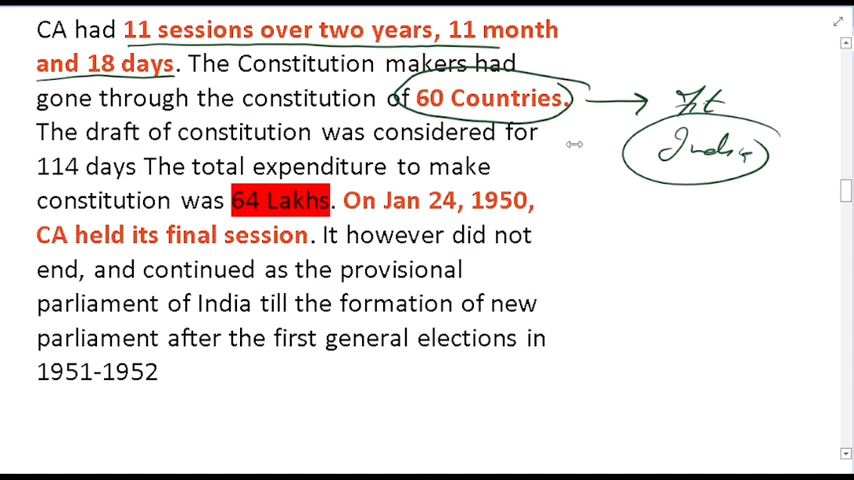 CA had 11 sessions over two years, 11 month
and 18 days. The Constitution makers had
gone through the constitution of 60 Countries.
The draft of constitution was considered for
114 days The total expenditure to make
constitution was 64 Lakhs. On Jan 24, 1950,
CA held its final session. It however did not
end, and continued as the provisional
parliament of India till the formation of new
parliament after the first general elections in
1951-1952
India